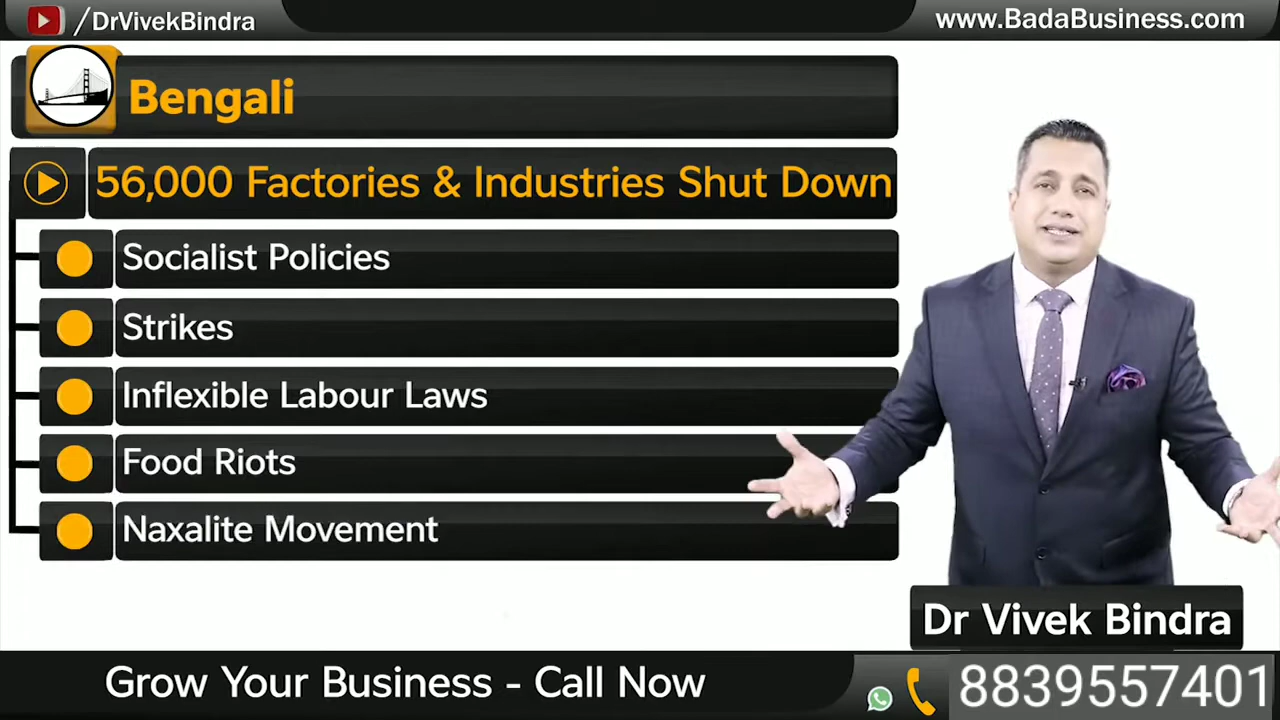 /DrVivekBindra
www.BadaBusiness.com
Bengali
56,000 Factories & Industries Shut Down
Socialist Policies
Strikes
Inflexible Labour Laws
Food Riots
Naxalite Movement
Dr Vivek Bindra
Grow Your Business - Call Now
8839557401